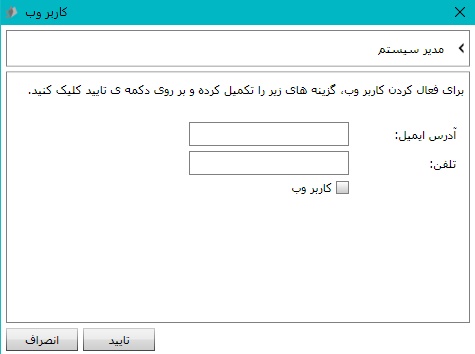 کاربر وب
مدیر سیستم
برای فعال کردن کاربر وب، گزینه های زیر را تکمیل کرده و بر روی دکمه ی تایید کلیک کنید.
آدرس ایمیل:
تلفن:
کاربر وب
تایید
انصراف